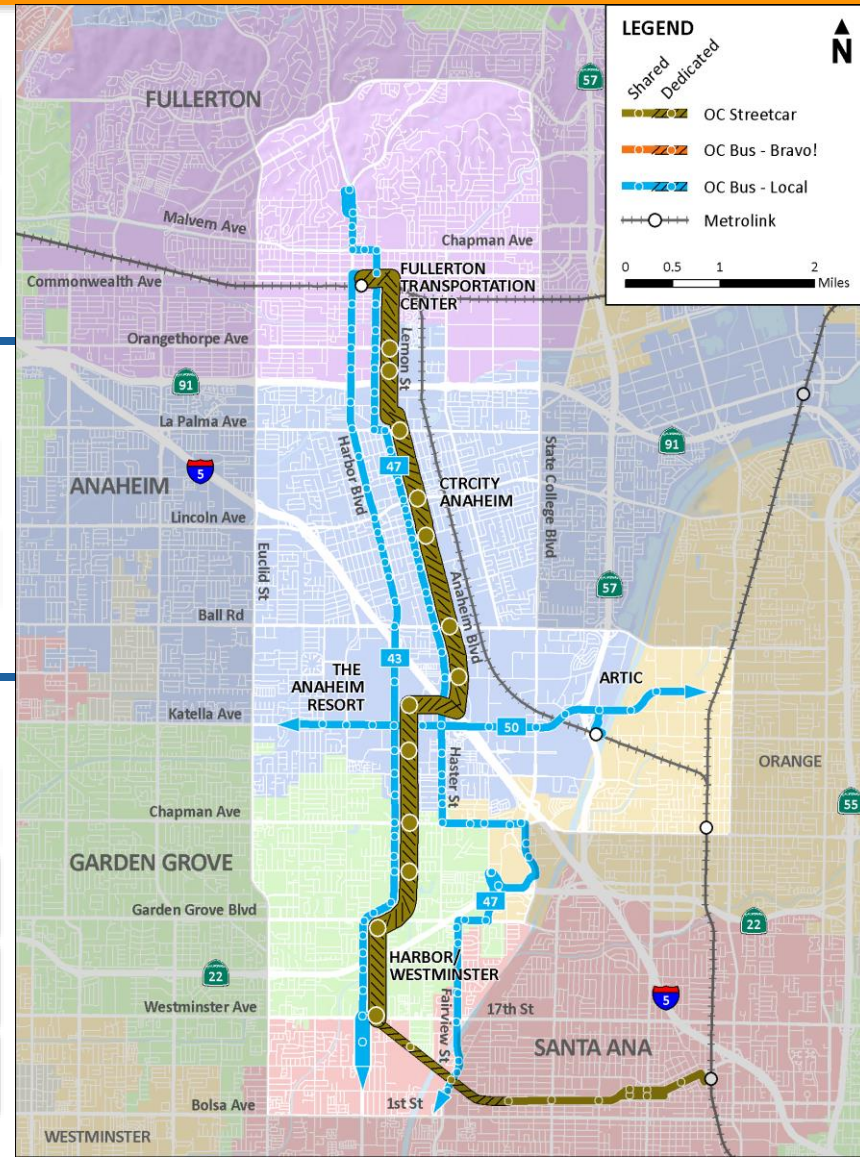 LEGEND
N
Shared
Dedicated
OC Streetcar
OC Bus - Bravo!
OC Bus - Local
Metrolink
0 0.5 1 2
Miles
57
FULLERTON
Malvern Ave
Chapman Ave
Commonwealth Ave
FULLERTON
TRANSPORTATION
CENTER
Orangethorpe Ave
Lemon St
91
La Palma Ave
91
5
47
Harbor Blvd
State College Blvd
ANAHEIM
CTRCITY
ANAHEIM
Lincoln Ave
Euclid St
Anaheim Blvd
57
Ball Rd
43
THE
ANAHEIM
RESORT
ARTIC
Katella Ave
50
Haster St
ORANGE
55
Chapman Ave
GARDEN GROVE
47
Garden Grove Blvd
22
HARBOR/
WESTMINSTER
22
5
Westminster Ave
Fairview St
17th St
SANTA ANA
Bolsa Ave
1st St
WESTMINSTER